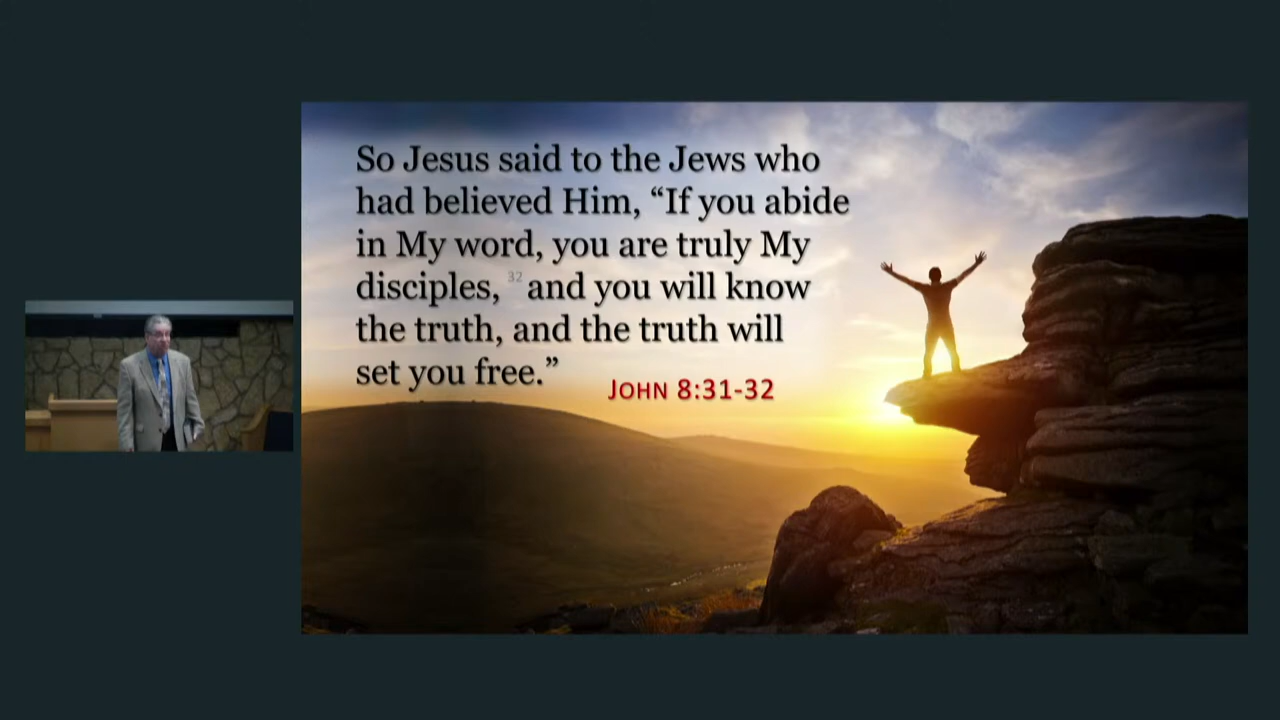 So Jesus said to the Jews who
had believed Him, “If you abide
in My word, you are truly My
disciples, 32 and you will know
the truth, and the truth will
set you free.”
JOHN 8:31-32